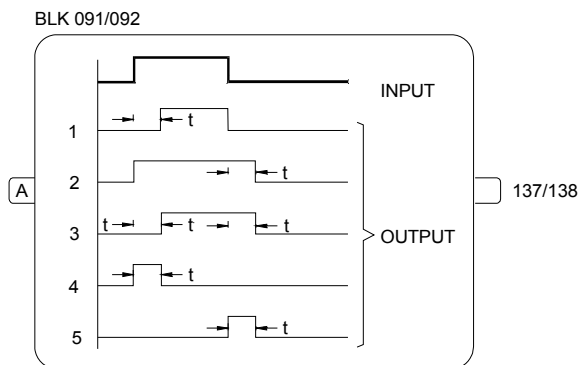 BLK 091/092
INPUT
1 t
A 2 t 137/138
t 3 t t
OUTPUT
4 t
5 t